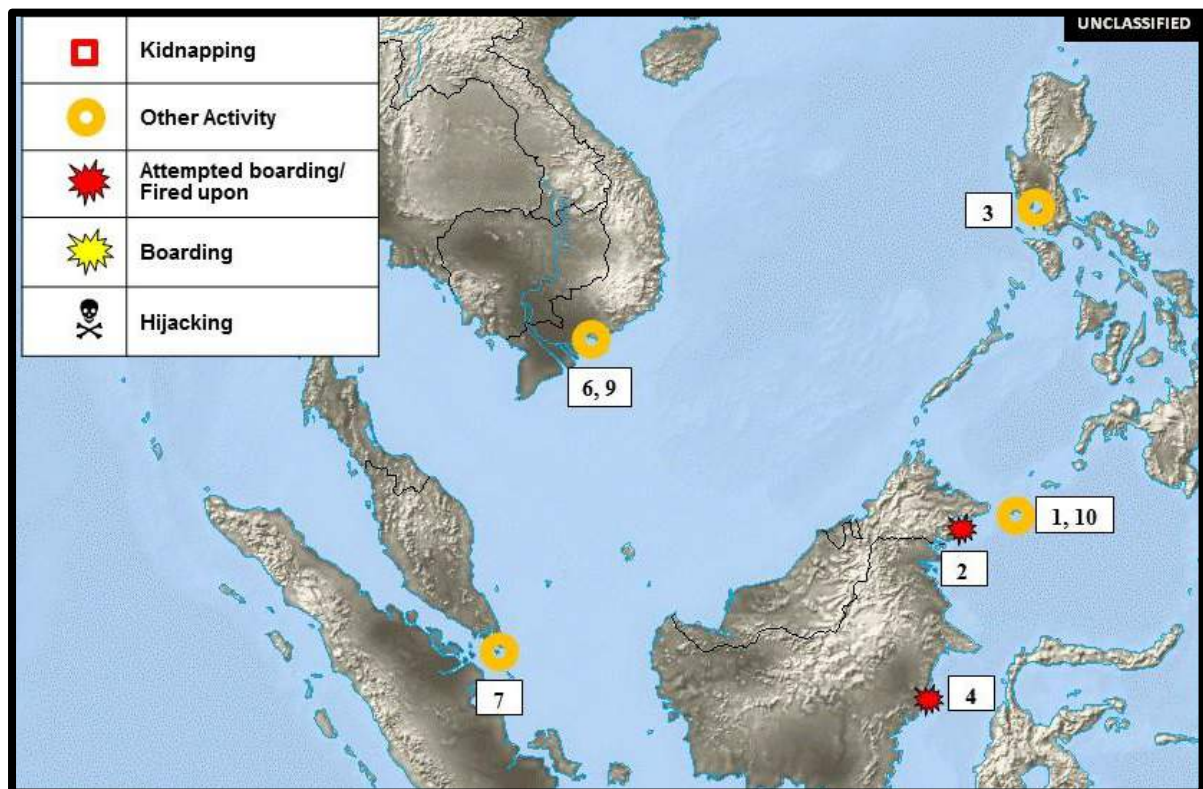 UNCLASSIFIED
Kidnapping
Other Activity
Attempted boarding/
Fired upon
Boarding
Hijacking
3
6, 9
1, 10
2
7
4